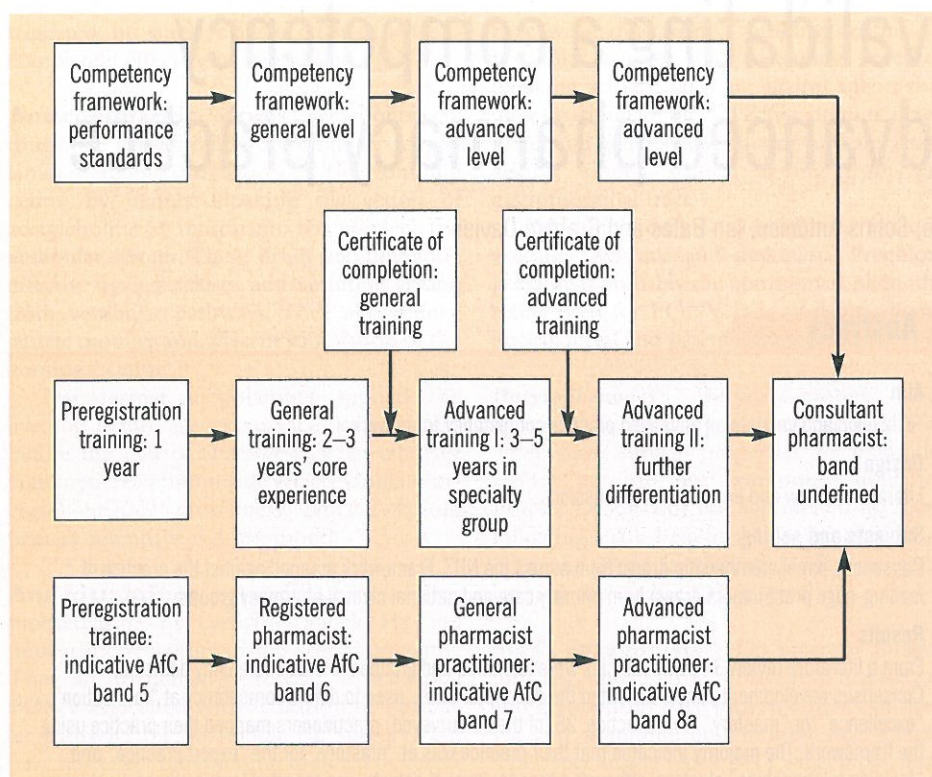 Competency
framework:
performance
standards
Competency
framework:
general level
Competency
framework:
advanced
level
Competency
framework:
advanced
level
Certificate of
completion:
general
training
Certificate of
completion:
advanced
training
Preregistration
training: 1
year
General
training: 2–3
years' core
experience
Advanced
training I: 3–5
years in
specialty
group
Advanced
training II:
further
differentiation
Consultant
pharmacist:
band
undefined
Preregistration
trainee:
indicative AfC
band 5
Registered
pharmacist:
indicative AfC
band 6
General
pharmacist
practitioner:
indicative AfC
band 7
Advanced
pharmacist
practitioner:
indicative AfC
band 8a